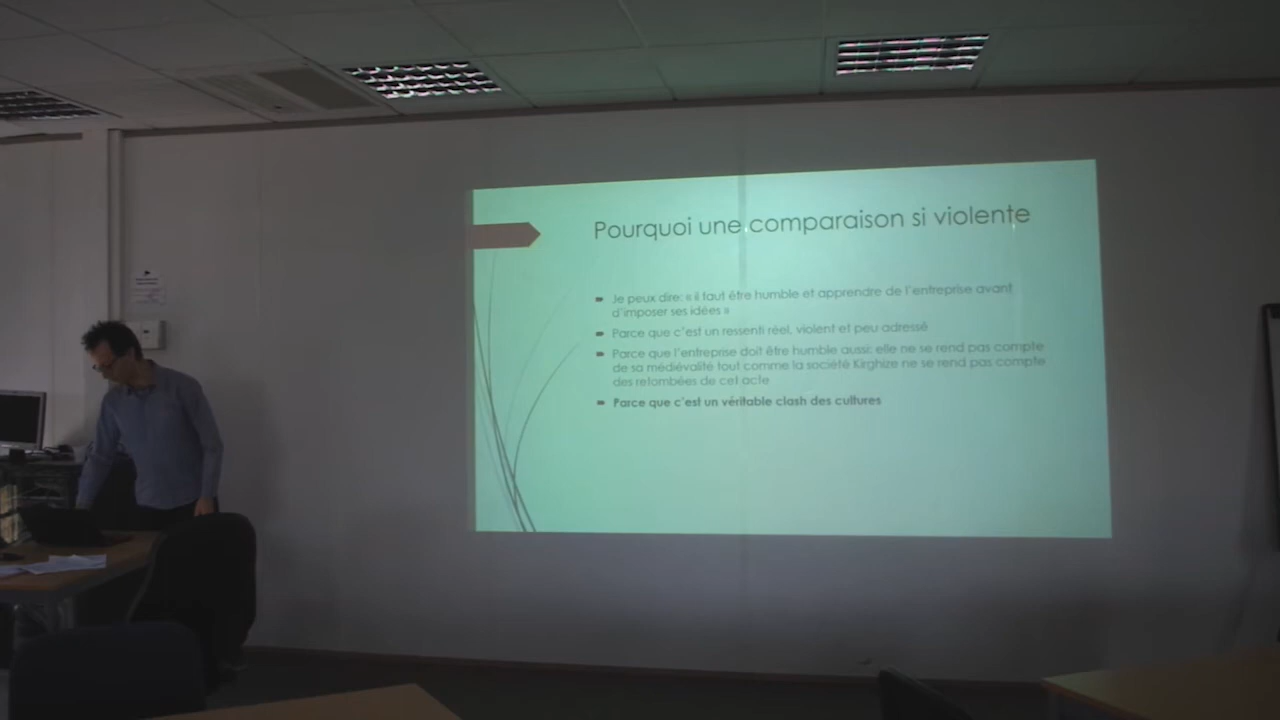 Pourquoi une comparaison si violente
Je peux dire: « il faut être humble et apprendre de l'entreprise avant
d'imposer ses idées »
Parce que c'est un ressenti réel, violent et peu adressé
Parce que l'entreprise doit être humble aussi: elle ne se rend pas compte
de sa médiévalité tout comme la société Kirghize ne se rend pas compte
des retombées de cet acte
Parce que c'est un véritable clash des cultures